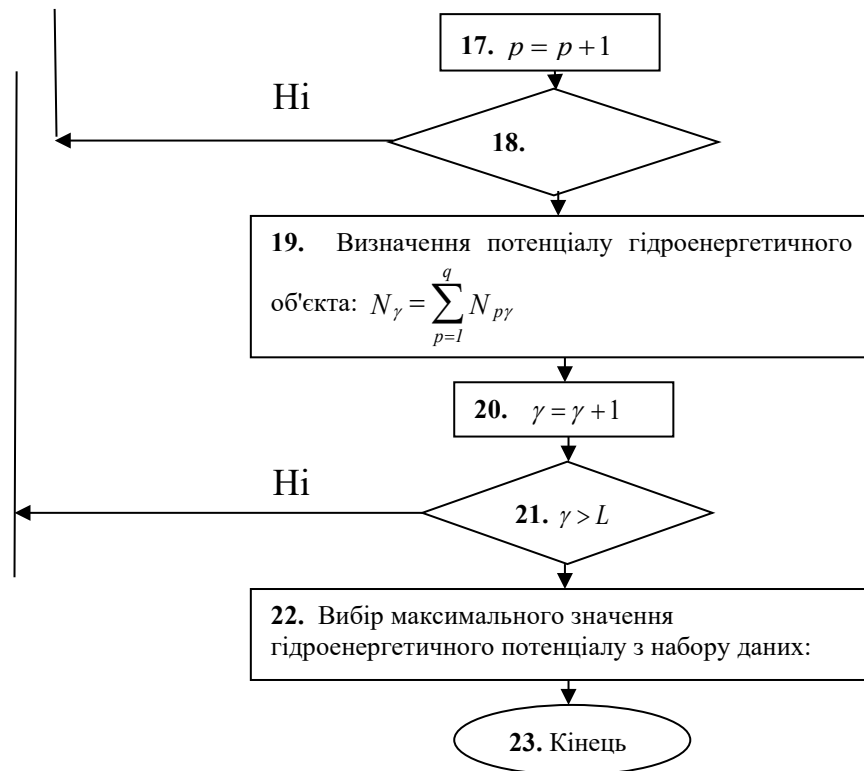 17. p = p + 1
Ні
18.
19. Визначення потенціалу гідроенергетичного
об'єкта: N_γ = ∑_{p=1}^{q} N_{pγ}
20. γ = γ + 1
Ні
21. γ > L
22. Вибір максимального значення
гідроенергетичного потенціалу з набору даних:
23. Кінець